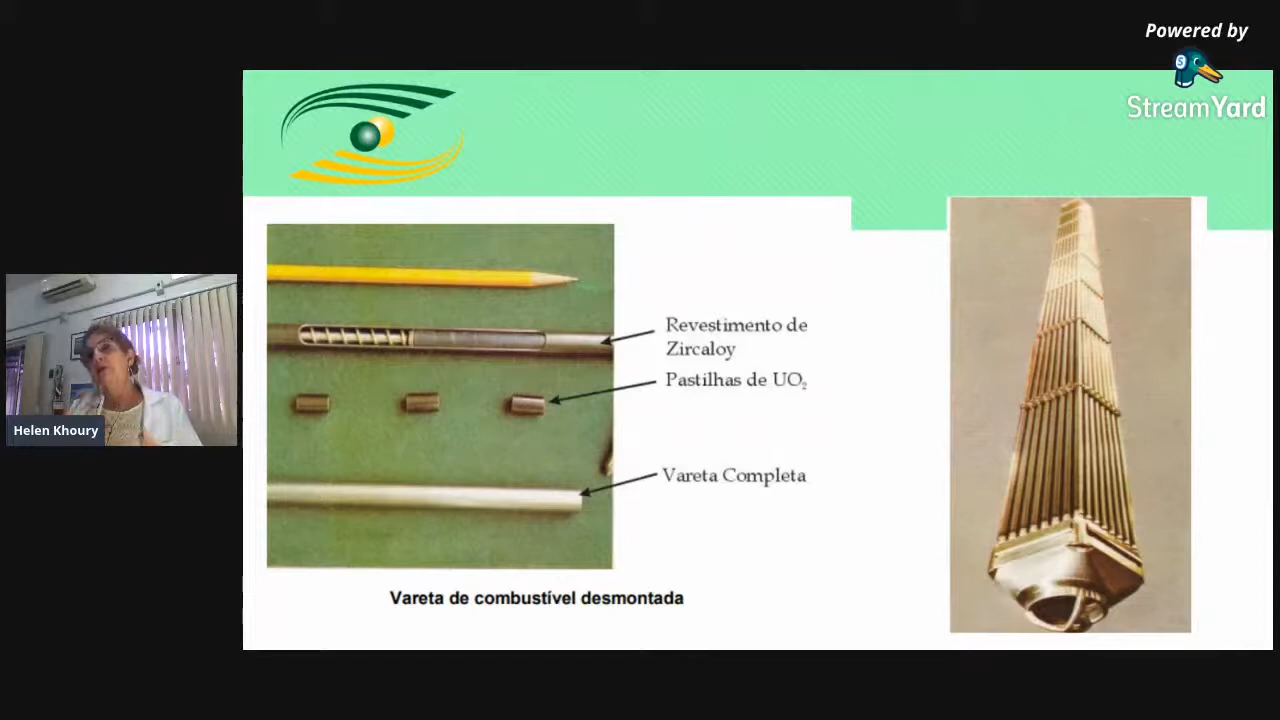 Powered by
StreamYard
Revestimento de
Zircaloy
Pastilhas de UO₂
Helen Khoury
Vareta Completa
Vareta de combustível desmontada